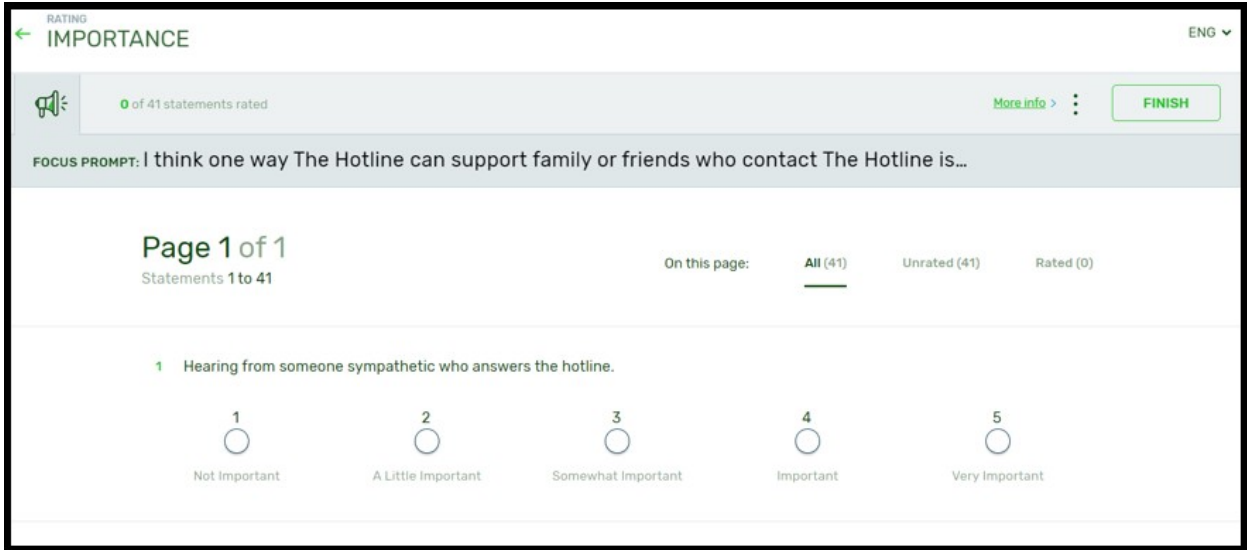 RATING
IMPORTANCE
ENG
0 of 41 statements rated
More info >
FINISH
FOCUS PROMPT: I think one way The Hotline can support family or friends who contact The Hotline is...
Page 1 of 1
Statements 1 to 41
On this page: All (41) Unrated (41) Rated (0)
1 Hearing from someone sympathetic who answers the hotline.
1 2 3 4 5
Not Important A Little Important Somewhat Important Important Very Important